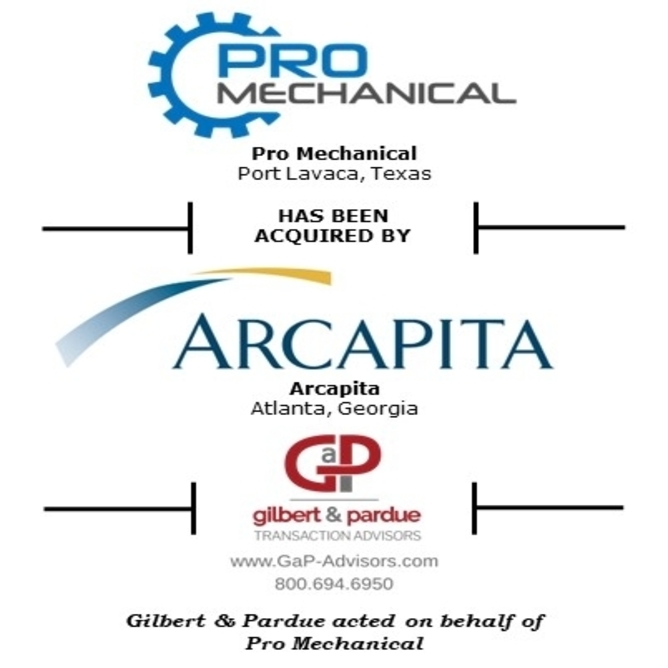 PRO
MECHANICAL
Pro Mechanical
Port Lavaca, Texas
HAS BEEN
ACQUIRED BY
ARCAPITA
Arcapita
Atlanta, Georgia
GaP
gilbert & pardue
TRANSACTION ADVISORS
www.GaP-Advisors.com
800.694.6950
Gilbert & Pardue acted on behalf of
Pro Mechanical